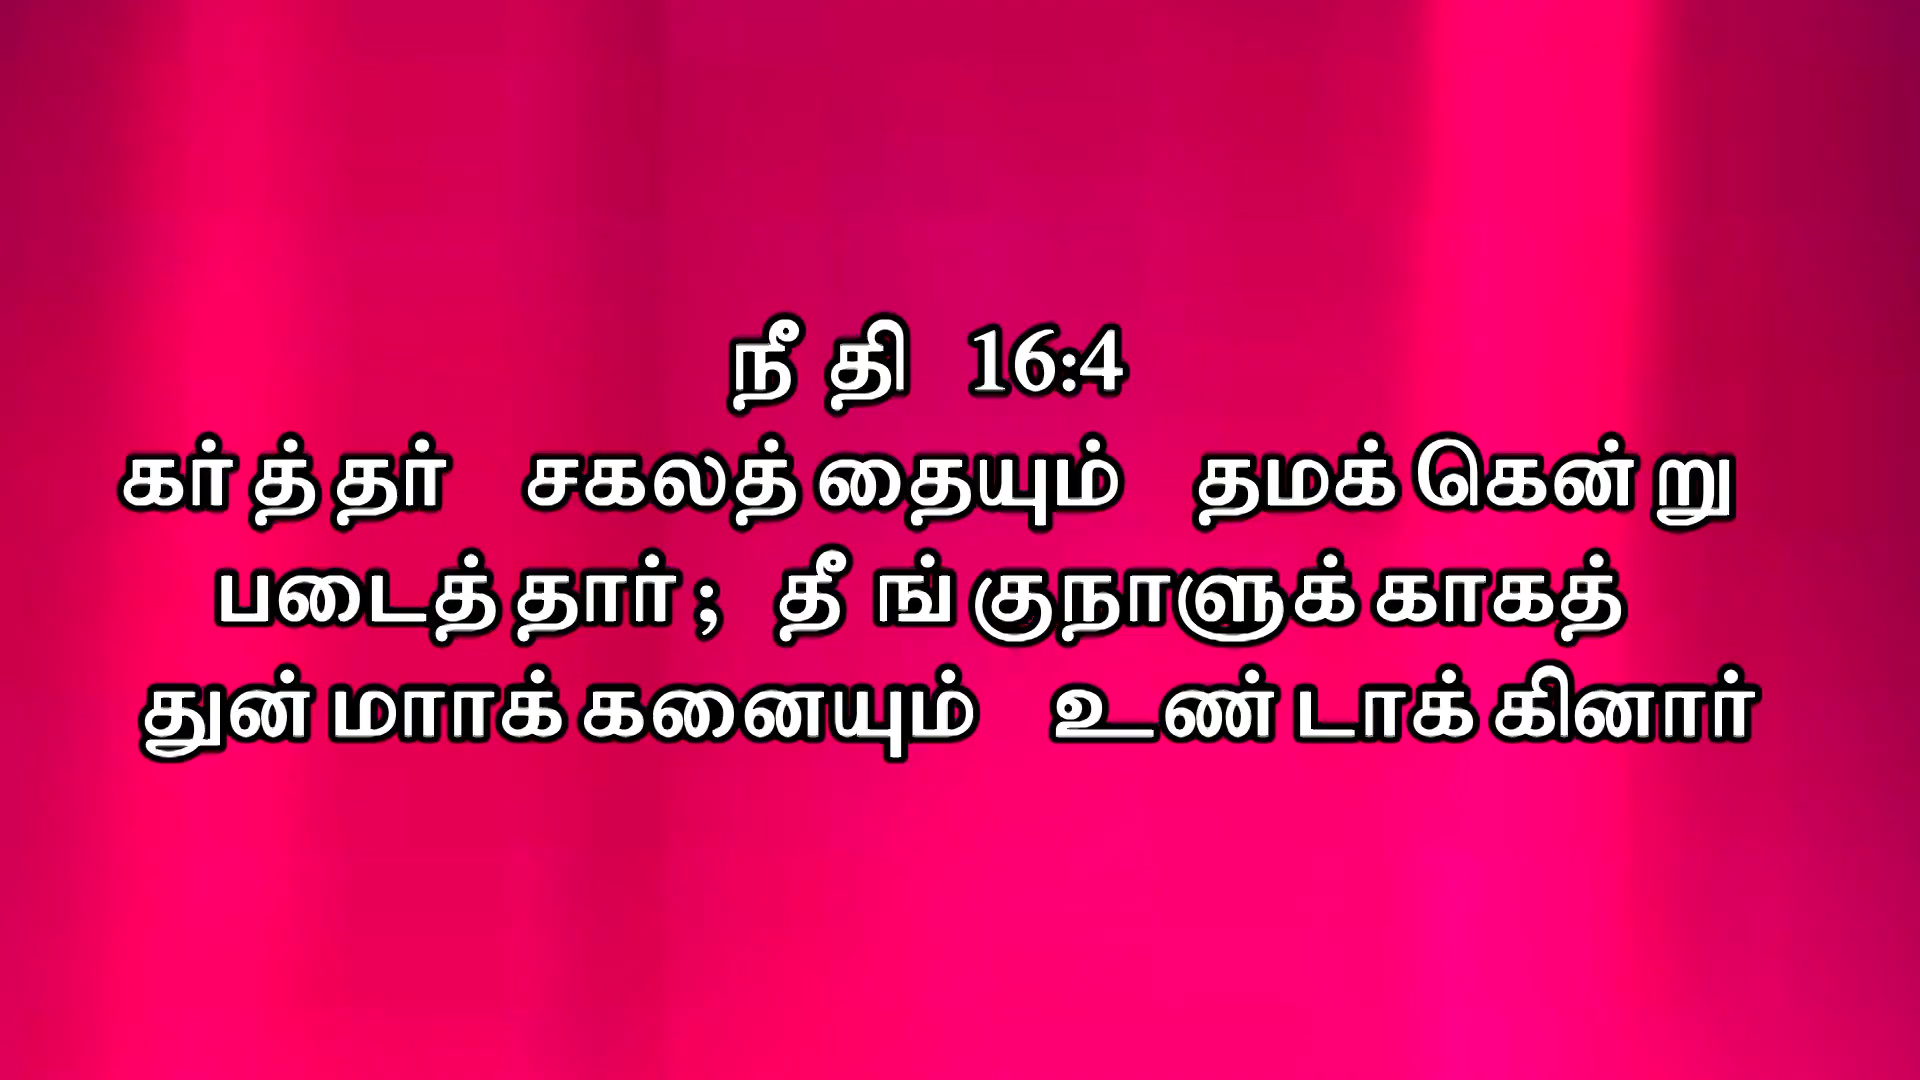 நீதி 16:4
கர்த்தர் சகலத்தையும் தமக்கென்று
படைத்தார்; தீங்குநாளுக்காகத்
துன்மாாக்கனையும் உண்டாக்கினார்